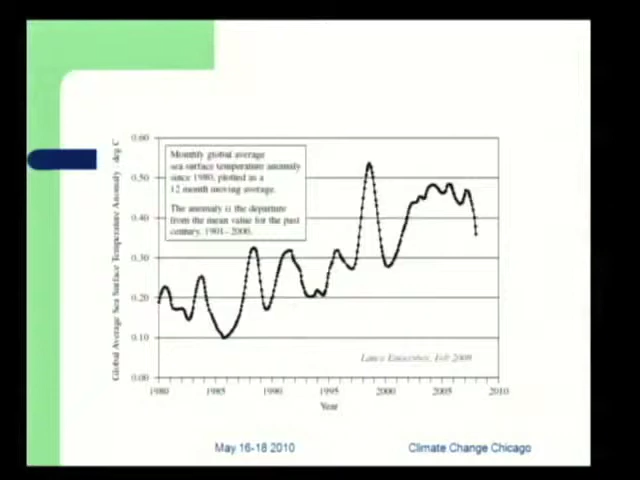 0.60
Monthly global average
sea surface temperature anomaly
since 1980, plotted as a
12 month moving average.
The anomaly is the departure
from the mean value for the past
century, 1901–2000.
Global Average Sea Surface Temperature Anomaly deg C
0.50
0.40
0.30
0.20
0.10
0.00
Feb 2008
1980 1985 1990 1995 2000 2005 2010
Year
May 16-18 2010
Climate Change Chicago